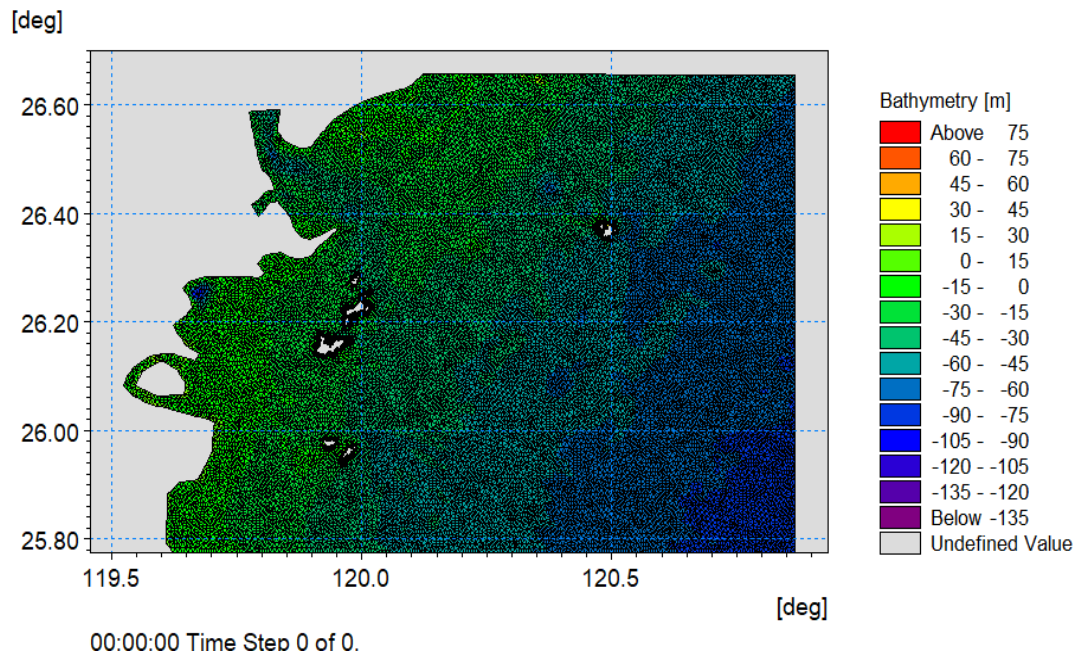 [deg]
26.60
26.40
26.20
26.00
25.80
119.5 120.0 120.5
[deg]
00:00:00 Time Step 0 of 0.
Bathymetry [m]
Above 75
60 - 75
45 - 60
30 - 45
15 - 30
0 - 15
-15 - 0
-30 - -15
-45 - -30
-60 - -45
-75 - -60
-90 - -75
-105 - -90
-120 - -105
-135 - -120
Below -135
Undefined Value